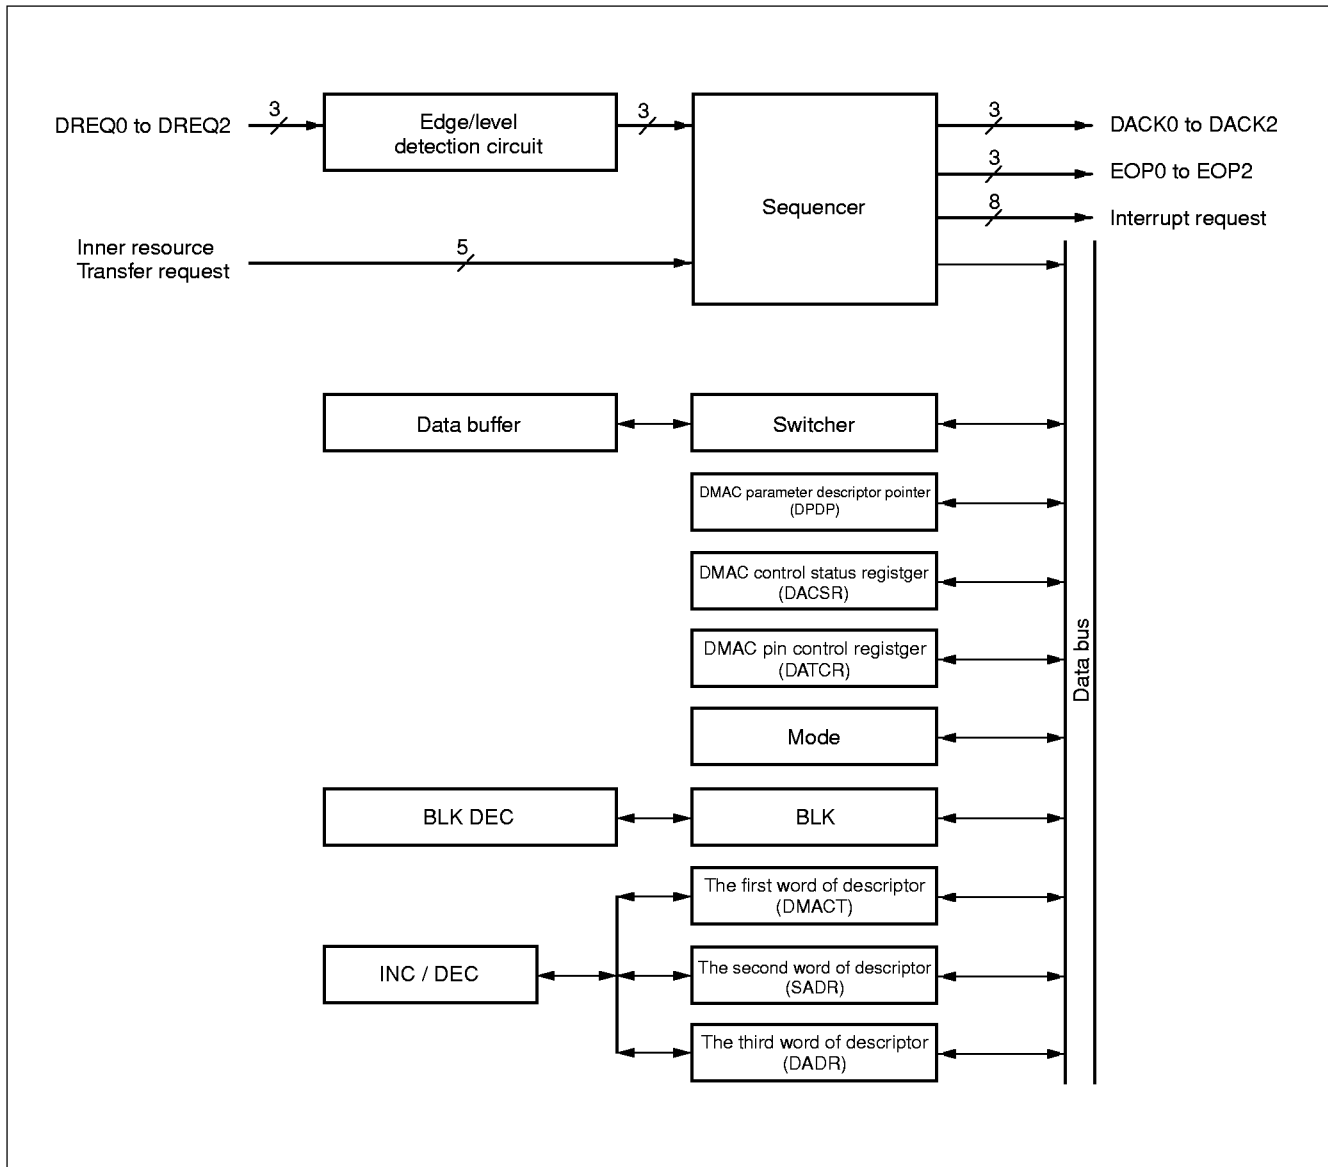 DREQ0 to DREQ2
3
Edge/level
detection circuit
3
Sequencer
3
DACK0 to DACK2
3
EOP0 to EOP2
8
Interrupt request
Inner resource
Transfer request
5
Data buffer
Switcher
DMAC parameter descriptor pointer
(DPDP)
DMAC control status registger
(DACSR)
DMAC pin control registger
(DATCR)
Data bus
Mode
BLK DEC
BLK
The first word of descriptor
(DMACT)
INC / DEC
The second word of descriptor
(SADR)
The third word of descriptor
(DADR)